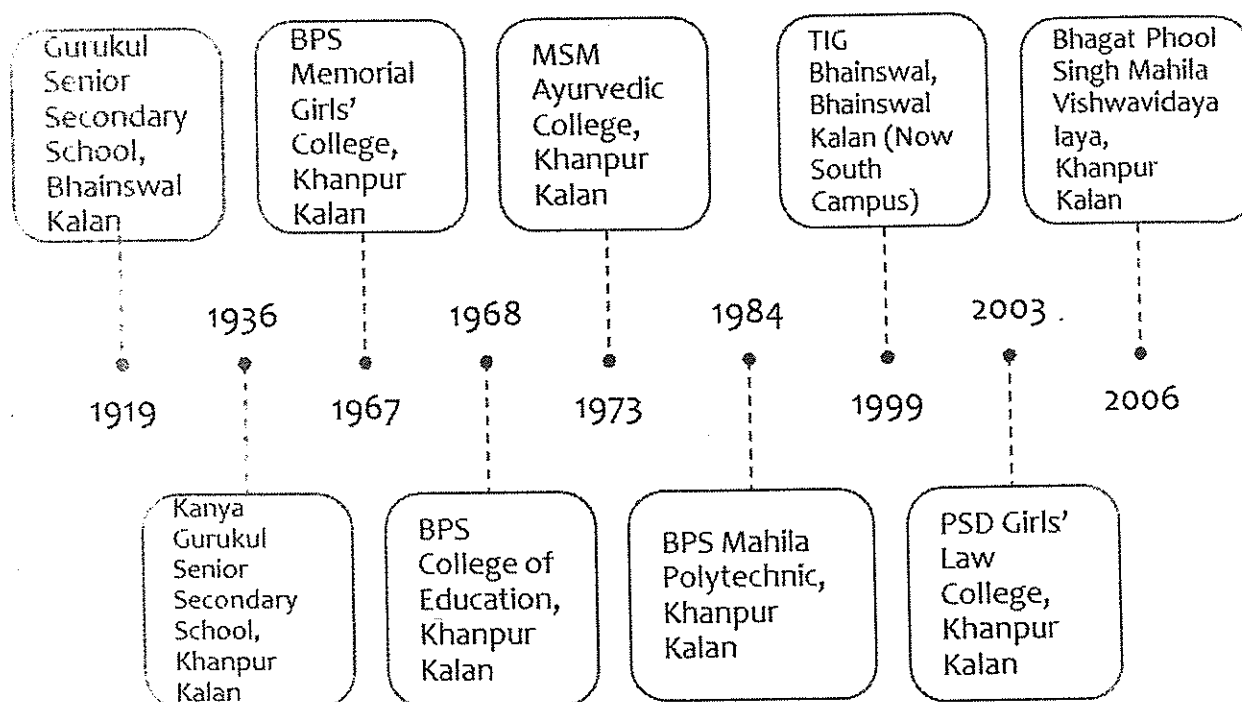 Gurukul
Senior
Secondary
School,
Bhainswal
Kalan
BPS
Memorial
Girls'
College,
Khanpur
Kalan
MSM
Ayurvedic
College,
Khanpur
Kalan
TIG
Bhainswal,
Bhainswal
Kalan (Now
South
Campus)
Bhagat Phool
Singh Mahila
Vishwavidaya
laya,
Khanpur
Kalan
1936
1968
1984
2003
1919
1967
1973
1999
2006
Kanya
Gurukul
Senior
Secondary
School,
Khanpur
Kalan
BPS
College of
Education,
Khanpur
Kalan
BPS Mahila
Polytechnic,
Khanpur
Kalan
PSD Girls'
Law
College,
Khanpur
Kalan